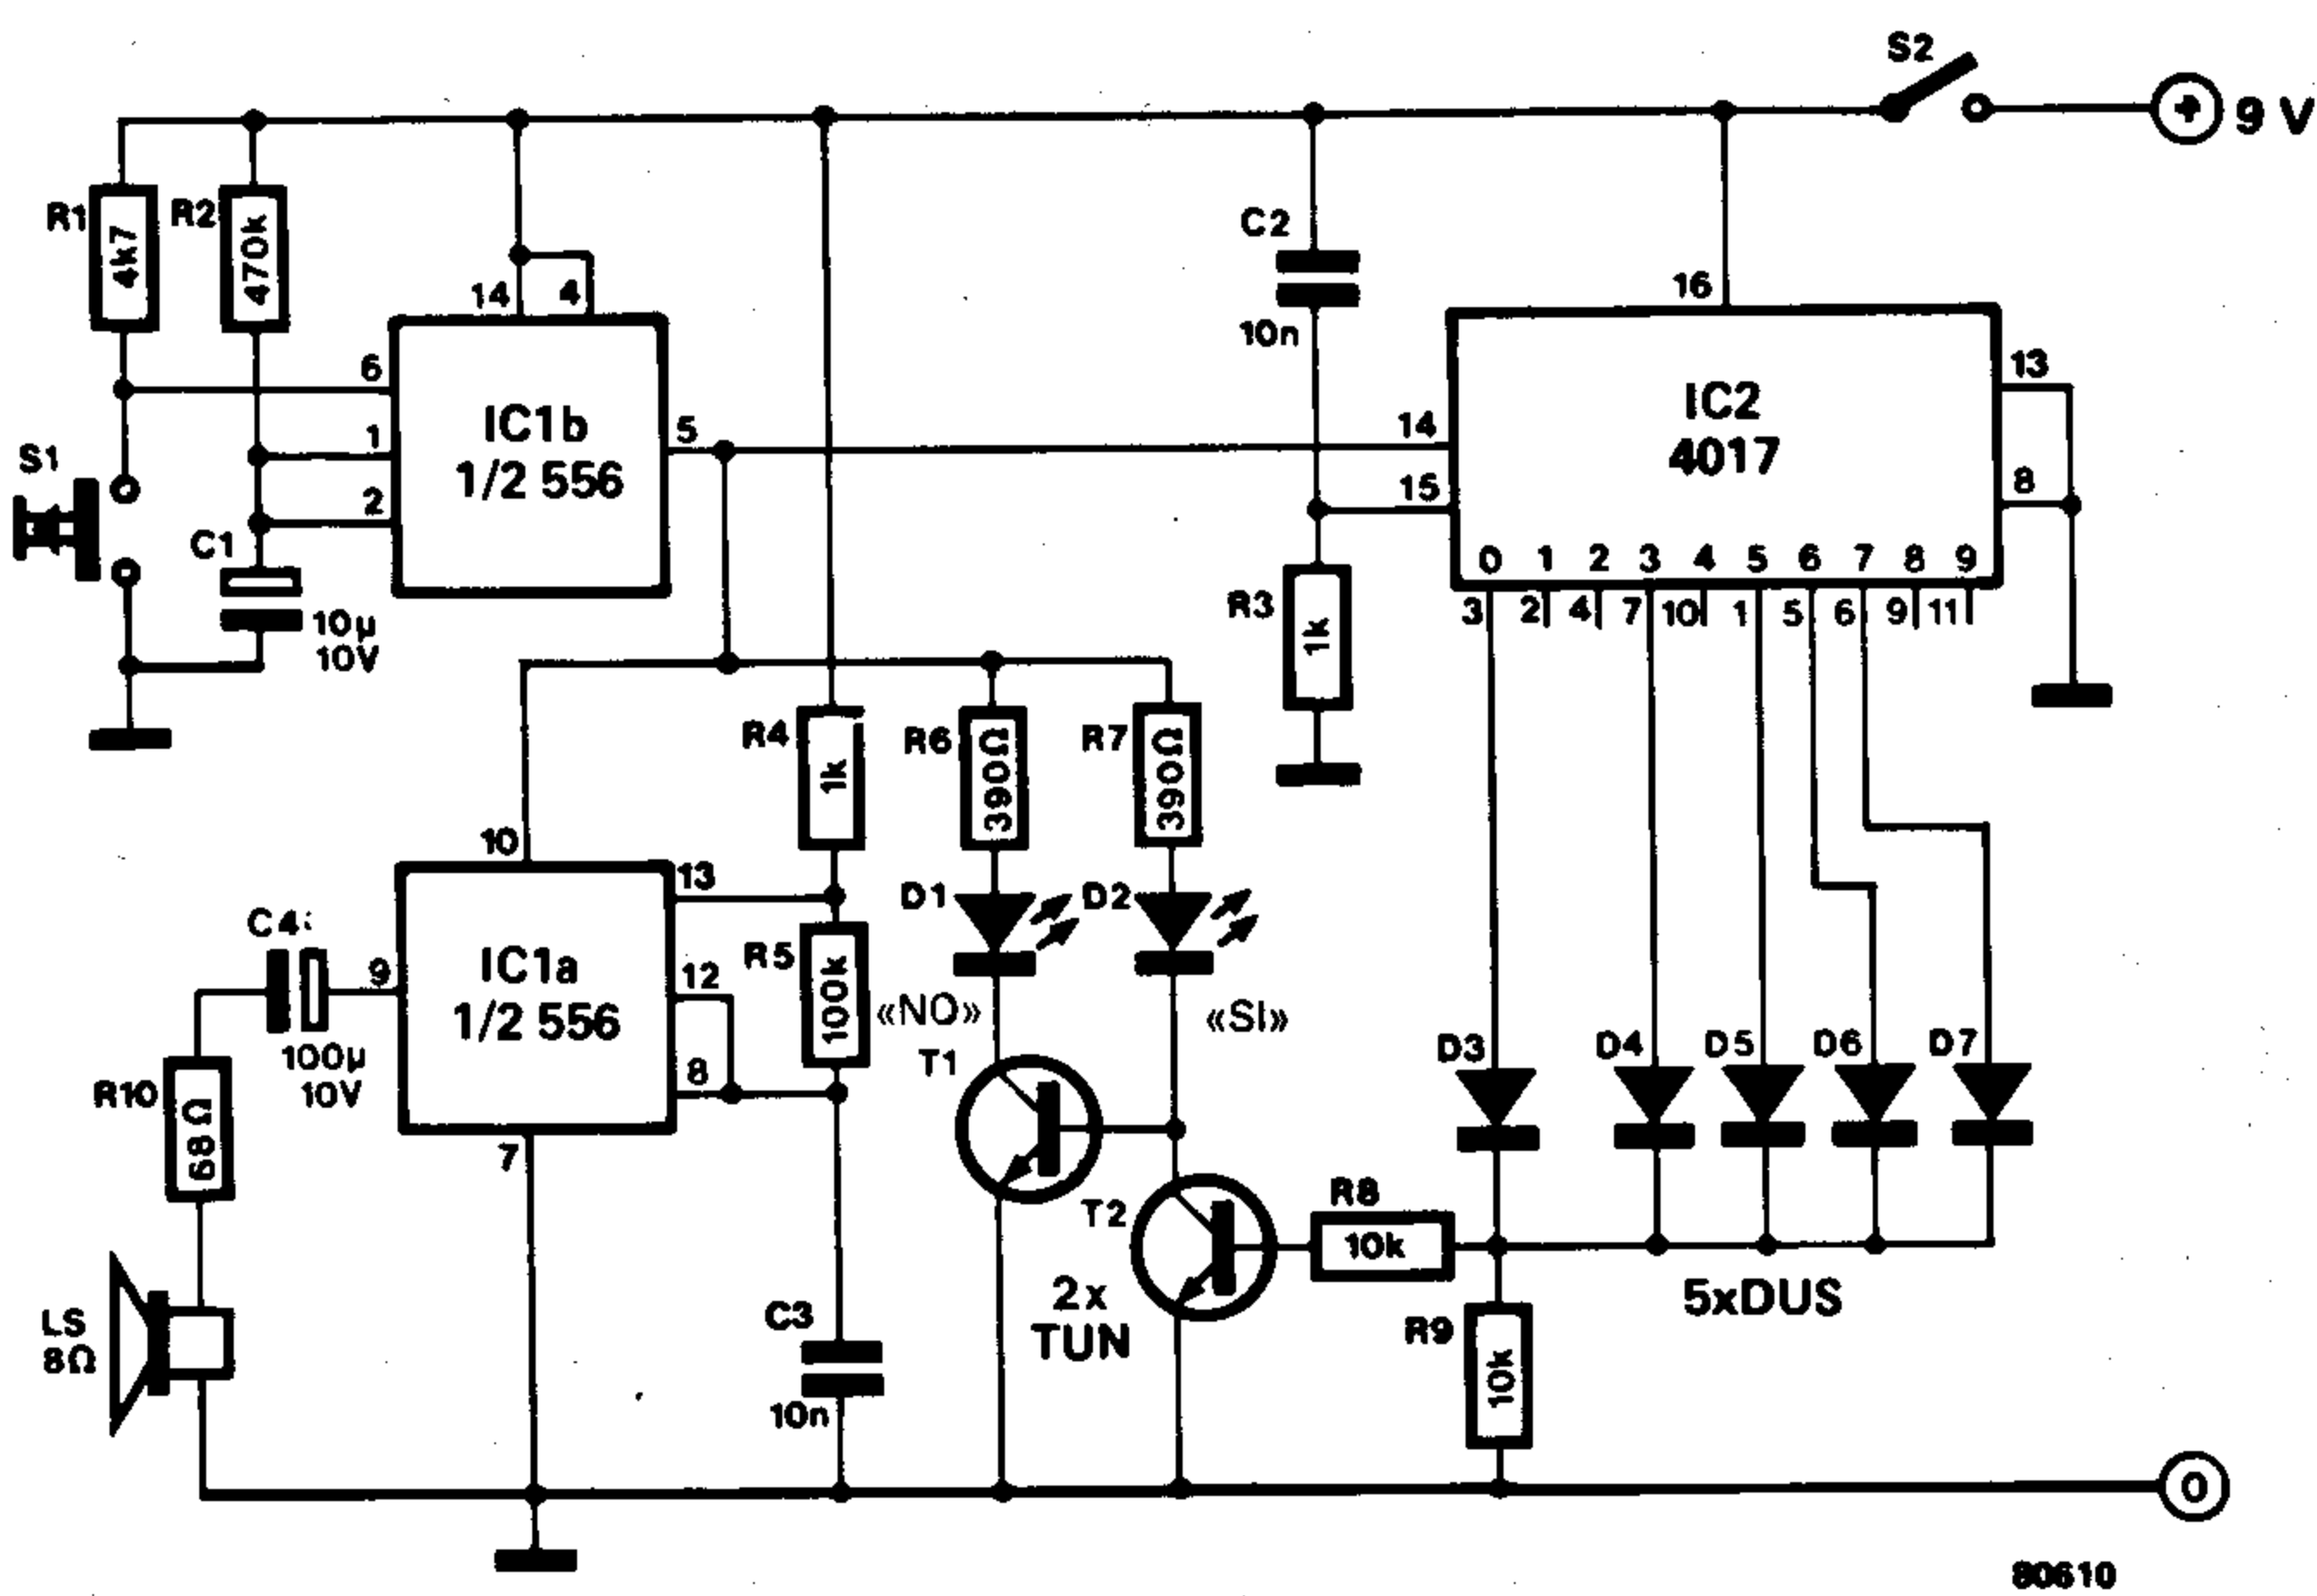 S2
9 V
R1
4k7
R2
470k
C2
10n
14
4
16
6
1
2
IC1b
1/2 556
5
S1
C1
10µ
10V
14
15
IC2
4017
13
8
0 1 2 3 4 5 6 7 8 9
3 2 4 7 10 1 5 6 9 11
R3
1k
R4
1k
R6
390Ω
R7
390Ω
10
13
D1
D2
C4
9
IC1a
1/2 556
12
R5
100k
«NO»
«SI»
100µ
10V
8
T1
D3
D4
D5
D6
D7
R10
68Ω
7
T2
R8
10k
2x
TUN
5xDUS
LS
8Ω
C3
10n
R9
10k
0
80610